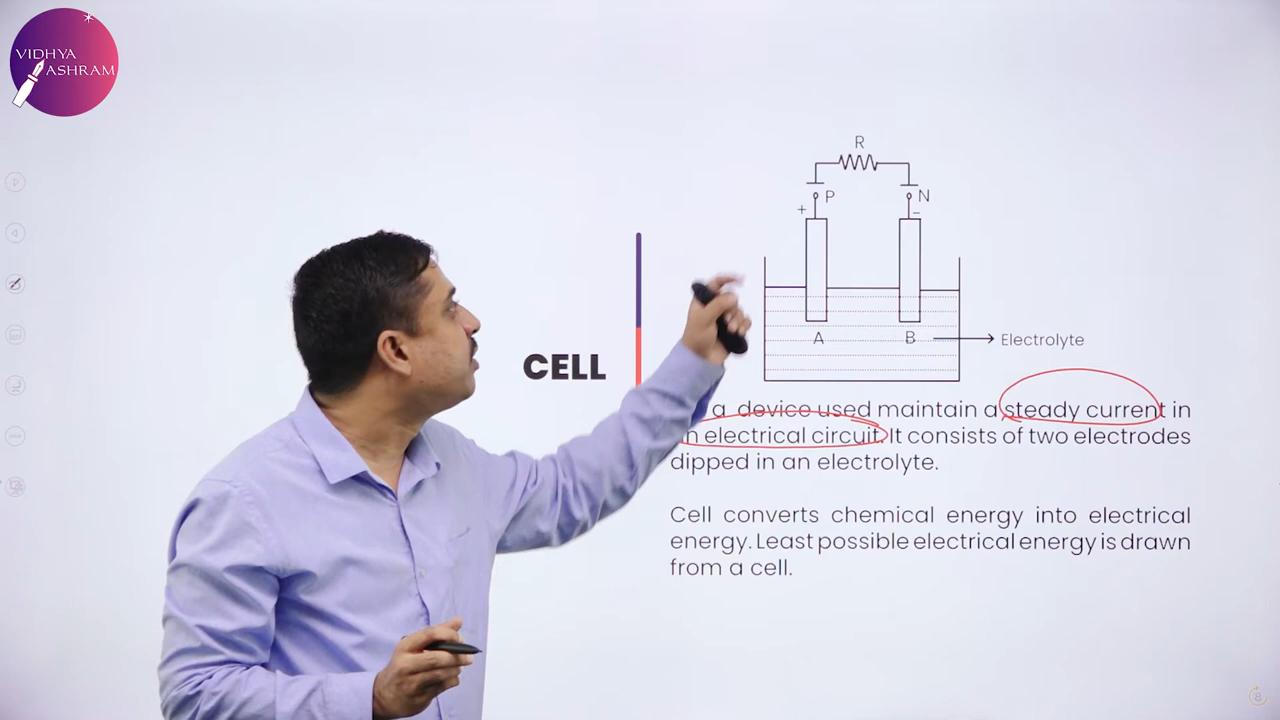 VIDHYA
ASHRAM
R
P
N
+
−
A
B
Electrolyte
CELL
a device used maintain a steady current in
electrical circuit. It consists of two electrodes
dipped in an electrolyte.
Cell converts chemical energy into electrical
energy. Least possible electrical energy is drawn
from a cell.
8